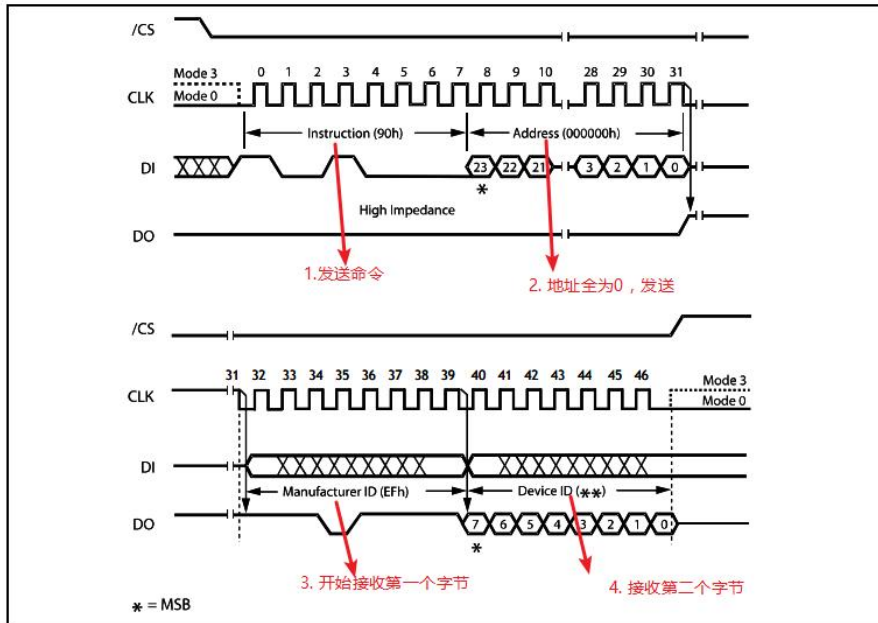 /CS
Mode 3 0 1 2 3 4 5 6 7 8 9 10 28 29 30 31
CLK Mode 0
Instruction (90h) Address (000000h)
DI 23 22 21 3 2 1 0
*
High Impedance
DO
1.发送命令 2. 地址全为0，发送
/CS
31 32 33 34 35 36 37 38 39 40 41 42 43 44 45 46
CLK Mode 3
Mode 0
DI
Manufacturer ID (EFh) Device ID (**)
DO 7 6 5 4 3 2 1 0
*
3. 开始接收第一个字节 4. 接收第二个字节
* = MSB